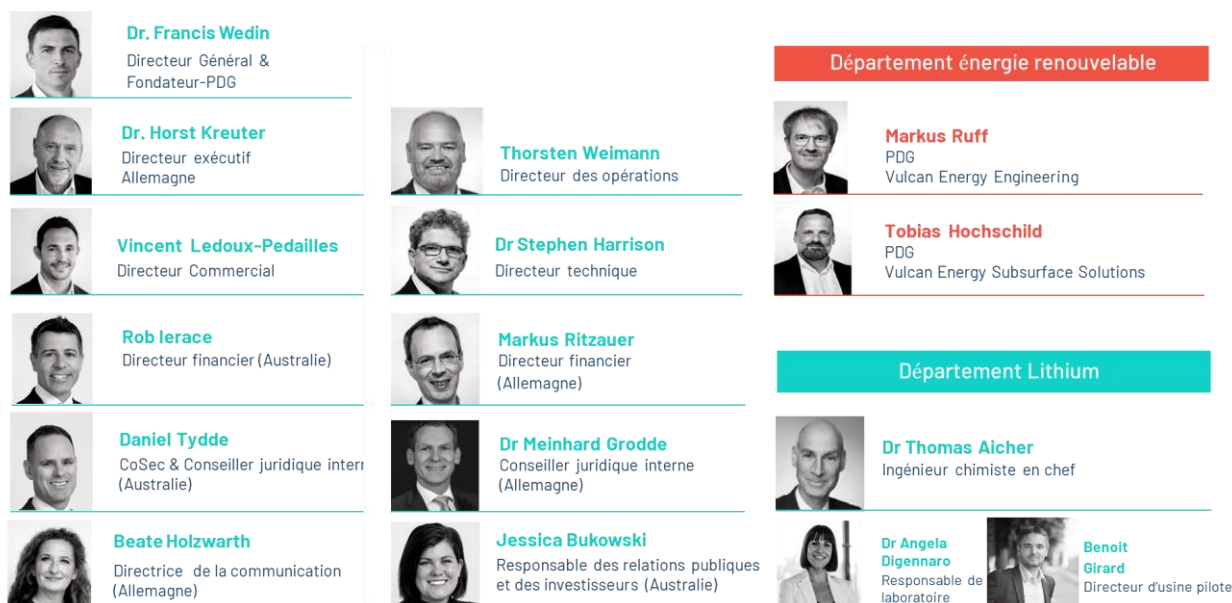 Dr. Francis Wedin
Directeur Général &
Fondateur-PDG
Dr. Horst Kreuter
Directeur exécutif
Allemagne
Vincent Ledoux-Pedailles
Directeur Commercial
Rob Ierace
Directeur financier (Australie)
Daniel Tydde
CoSec & Conseiller juridique inter
(Australie)
Beate Holzwarth
Directrice de la communication
(Allemagne)
Thorsten Weimann
Directeur des opérations
Dr Stephen Harrison
Directeur technique
Markus Ritzauer
Directeur financier
(Allemagne)
Dr Meinhard Grodde
Conseiller juridique interne
(Allemagne)
Jessica Bukowski
Responsable des relations publiques
et des investisseurs (Australie)
Département énergie renouvelable
Markus Ruff
PDG
Vulcan Energy Engineering
Tobias Hochschild
PDG
Vulcan Energy Subsurface Solutions
Département Lithium
Dr Thomas Aicher
Ingénieur chimiste en chef
Dr Angela
Digennaro
Responsable de
laboratoire
Benoit
Girard
Directeur d'usine pilote